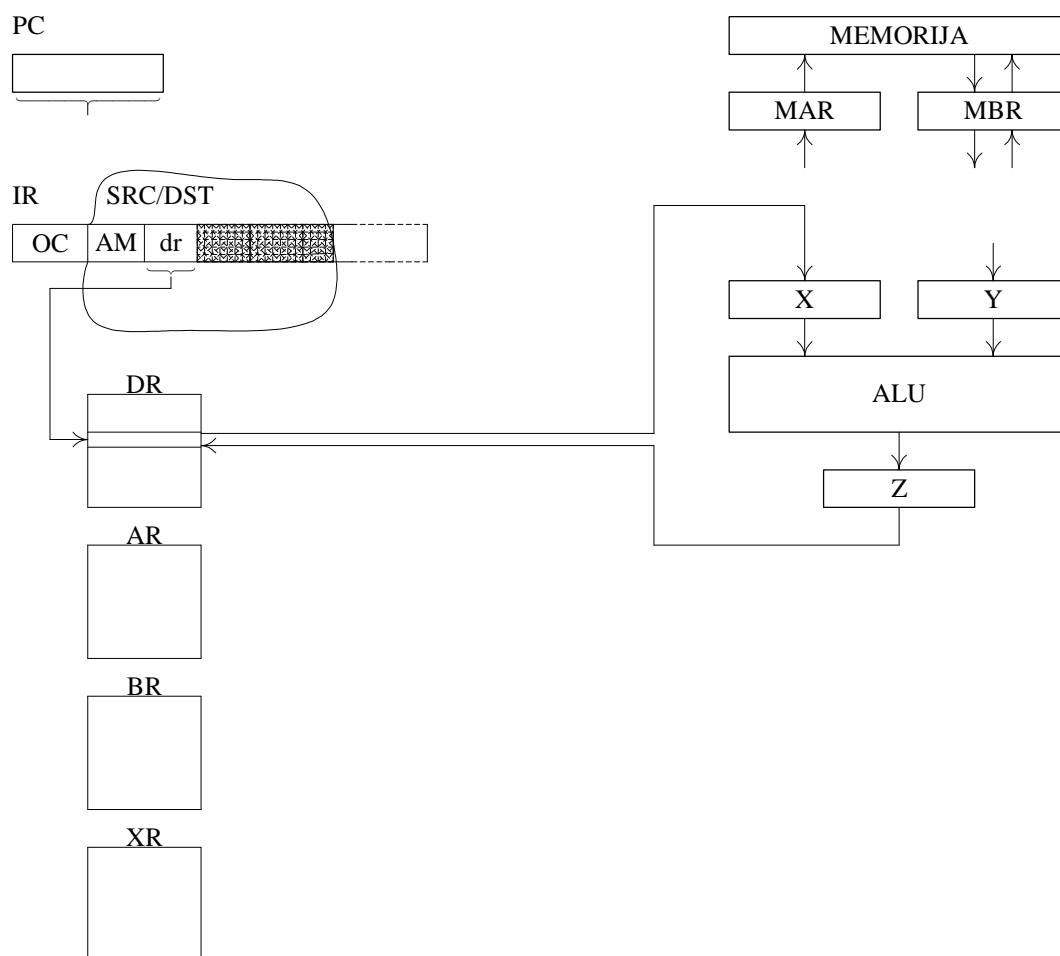 PC
MEMORIJA
MAR MBR
IR SRC/DST
OC AM dr
X Y
DR
ALU
Z
AR
BR
XR